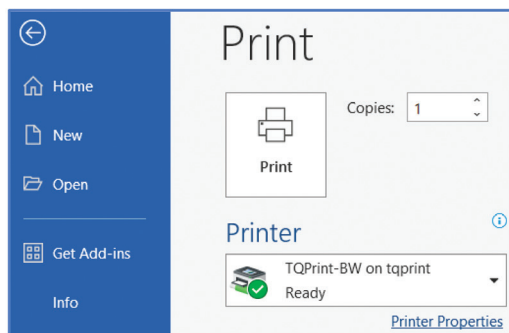 Print
Home
New
Open
Get Add-ins
Info
Copies: 1
Print
Printer
TQPrint-BW on tqprint
Ready
Printer Properties